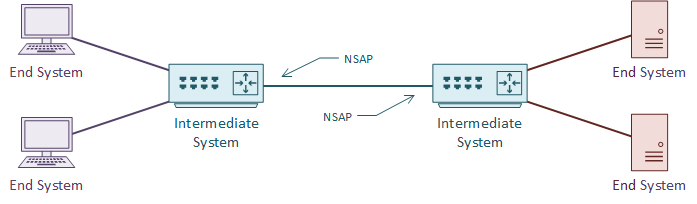 NSAP
End System
End System
NSAP
Intermediate
System
Intermediate
System
End System
End System